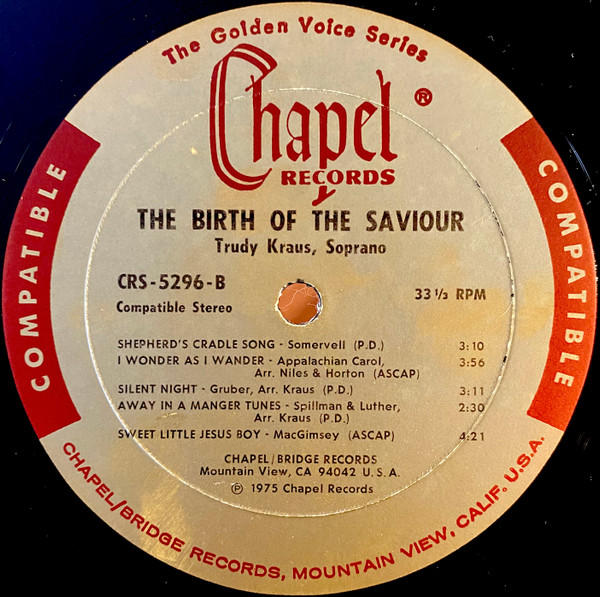 The Golden Voice Series
Chapel ®
RECORDS
COMPATIBLE
COMPATIBLE
THE BIRTH OF THE SAVIOUR
Trudy Kraus, Soprano
CRS-5296-B
Compatible Stereo
33 1/3 RPM
SHEPHERD'S CRADLE SONG - Somervell (P.D.) 3:10
I WONDER AS I WANDER - Appalachian Carol, 3:56
Arr. Niles & Horton (ASCAP)
SILENT NIGHT - Gruber, Arr. Kraus (P.D.) 3:11
AWAY IN A MANGER TUNES - Spillman & Luther, 2:30
Arr. Kraus (P.D.)
SWEET LITTLE JESUS BOY - MacGimsey (ASCAP) 4:21
CHAPEL/BRIDGE RECORDS
Mountain View, CA 94042 U.S.A.
℗ 1975 Chapel Records
CHAPEL/BRIDGE RECORDS, MOUNTAIN VIEW, CALIF. U.S.A.